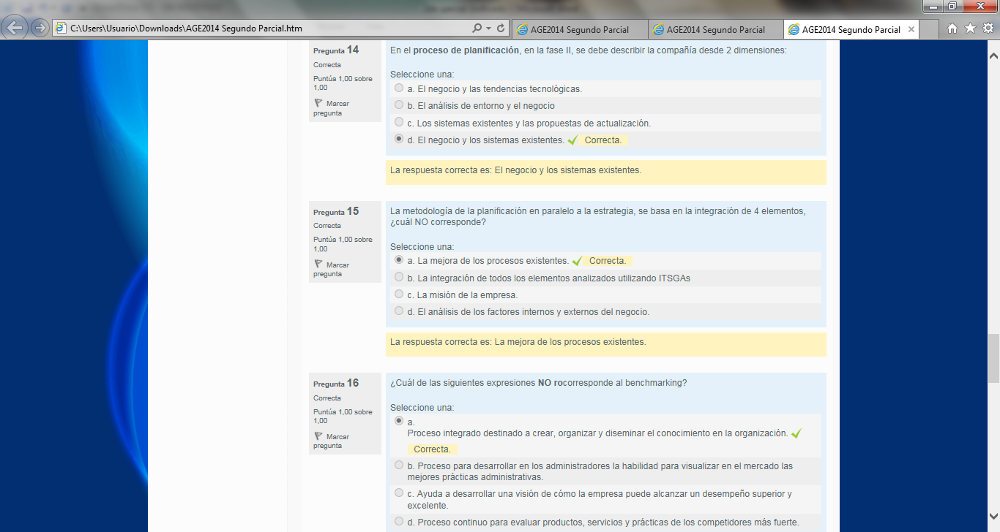 C:\Users\Usuario\Downloads\AGE2014 Segundo Parcial.htm
AGE2014 Segundo Parcial
AGE2014 Segundo Parcial
AGE2014 Segundo Parcial
Pregunta 14
Correcta
Puntúa 1,00 sobre
1,00
Marcar
pregunta
En el proceso de planificación, en la fase II, se debe describir la compañía desde 2 dimensiones:
Seleccione una:
a. El negocio y las tendencias tecnológicas.
b. El análisis de entorno y el negocio
c. Los sistemas existentes y las propuestas de actualización.
d. El negocio y los sistemas existentes. Correcta.
La respuesta correcta es: El negocio y los sistemas existentes.
Pregunta 15
Correcta
Puntúa 1,00 sobre
1,00
Marcar
pregunta
La metodología de la planificación en paralelo a la estrategia, se basa en la integración de 4 elementos,
¿cuál NO corresponde?
Seleccione una:
a. La mejora de los procesos existentes. Correcta.
b. La integración de todos los elementos analizados utilizando ITSGAs
c. La misión de la empresa.
d. El análisis de los factores internos y externos del negocio.
La respuesta correcta es: La mejora de los procesos existentes.
Pregunta 16
Correcta
Puntúa 1,00 sobre
1,00
Marcar
pregunta
¿Cuál de las siguientes expresiones NO rocorresponde al benchmarking?
Seleccione una:
a.
Proceso integrado destinado a crear, organizar y diseminar el conocimiento en la organización.
Correcta.
b. Proceso para desarrollar en los administradores la habilidad para visualizar en el mercado las
mejores prácticas administrativas.
c. Ayuda a desarrollar una visión de cómo la empresa puede alcanzar un desempeño superior y
excelente.
d. Proceso continuo para evaluar productos, servicios y prácticas de los competidores más fuerte.